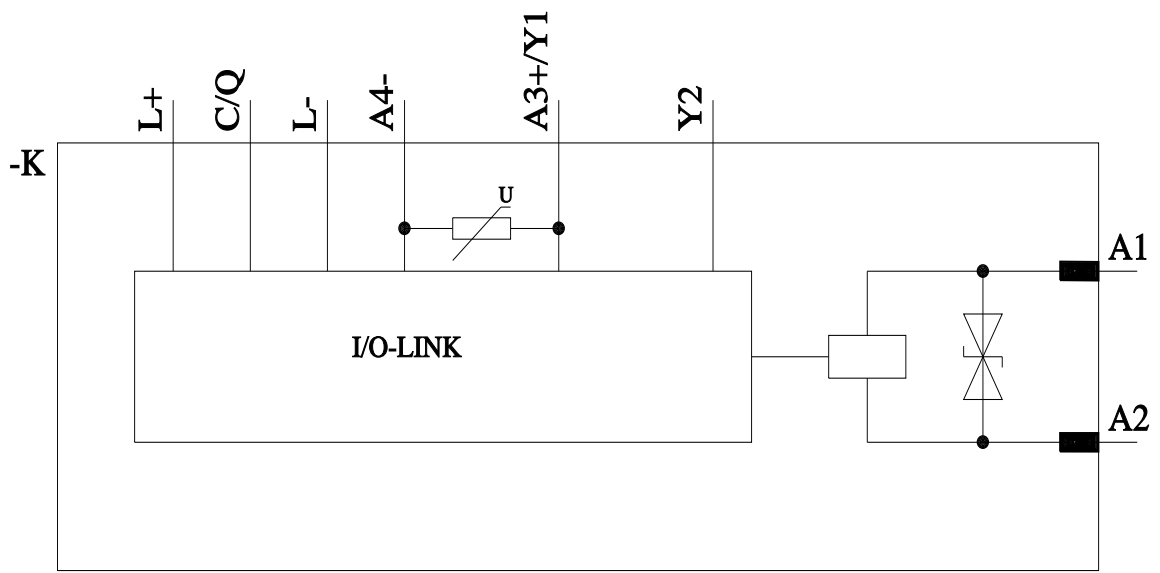 L+
C/Q
L-
A4-
A3+/Y1
Y2
-K
U
A1
I/O-LINK
A2